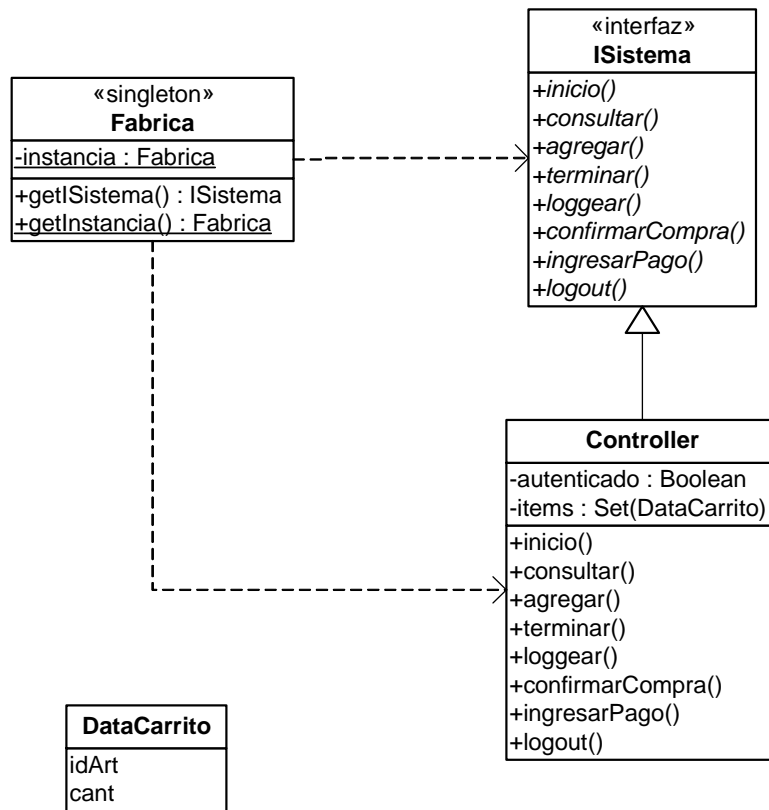 «singleton»
Fabrica
-instancia : Fabrica
+getISistema() : ISistema
+getInstancia() : Fabrica
«interfaz»
ISistema
+inicio()
+consultar()
+agregar()
+terminar()
+loggear()
+confirmarCompra()
+ingresarPago()
+logout()
Controller
-autenticado : Boolean
-items : Set(DataCarrito)
+inicio()
+consultar()
+agregar()
+terminar()
+loggear()
+confirmarCompra()
+ingresarPago()
+logout()
DataCarrito
idArt
cant